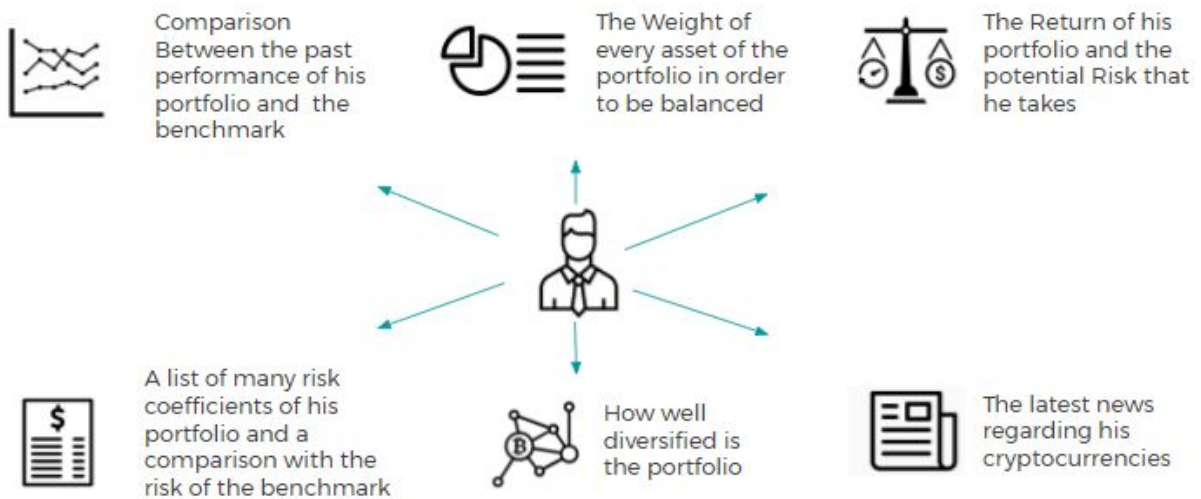 Comparison
Between the past
performance of his
portfolio and the
benchmark
The Weight of
every asset of the
portfolio in order
to be balanced
The Return of his
portfolio and the
potential Risk that
he takes
$
A list of many risk
coefficients of his
portfolio and a
comparison with the
risk of the benchmark
$
B
How well
diversified is
the portfolio
The latest news
regarding his
cryptocurrencies